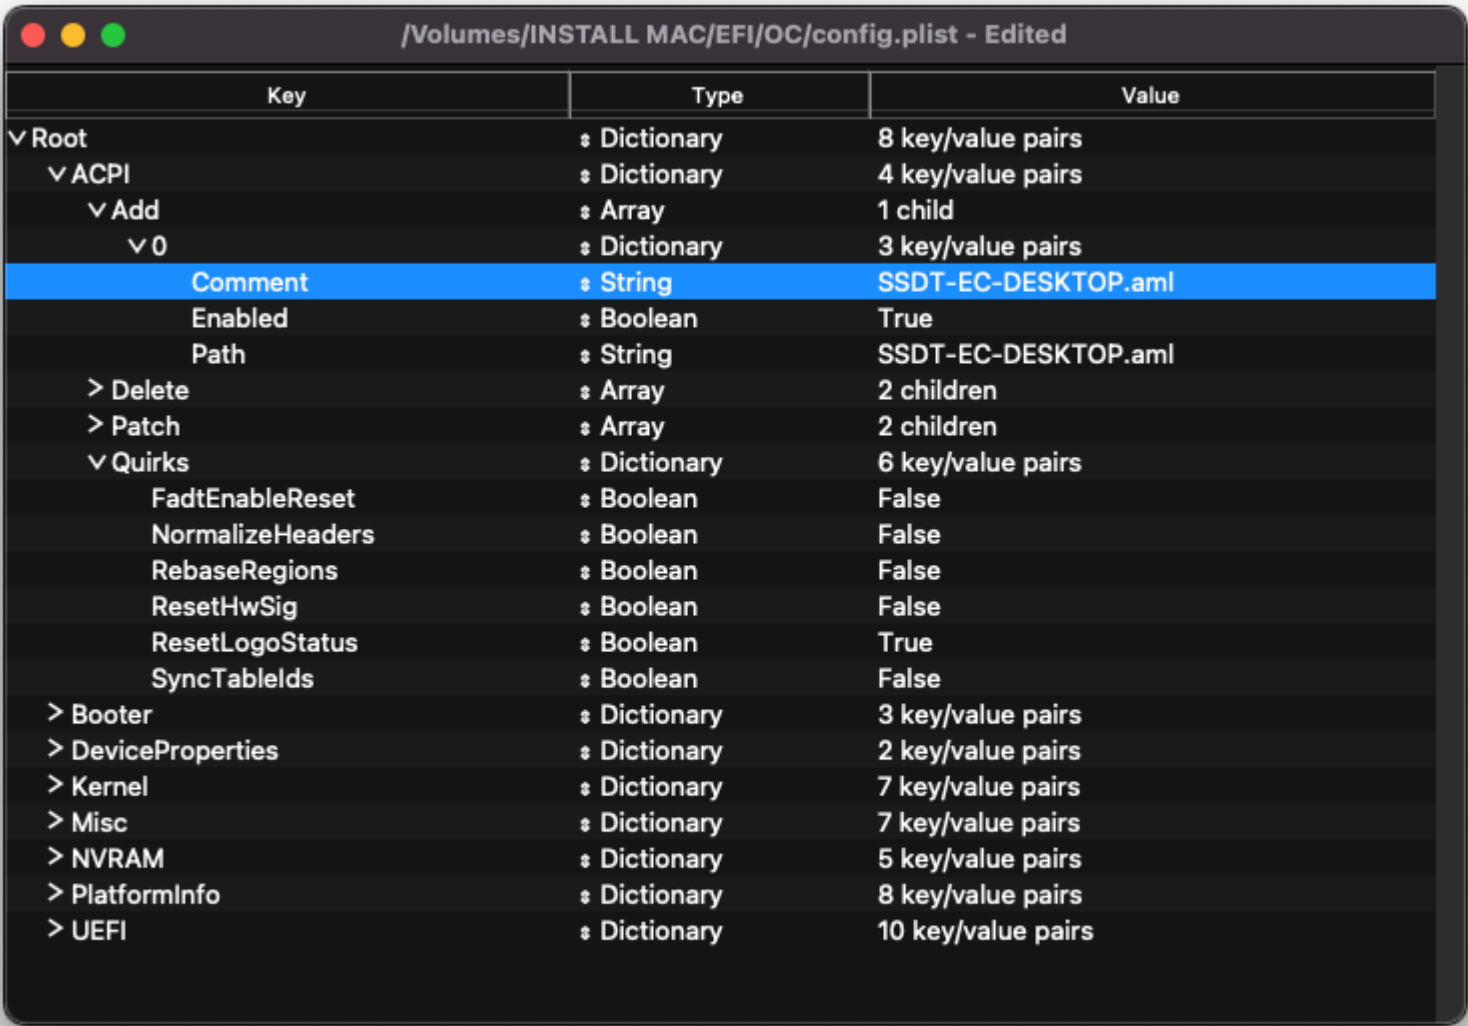 /Volumes/INSTALL MAC/EFI/OC/config.plist - Edited
Key Type Value
Root Dictionary 8 key/value pairs
ACPI Dictionary 4 key/value pairs
Add Array 1 child
0 Dictionary 3 key/value pairs
Comment String SSDT-EC-DESKTOP.aml
Enabled Boolean True
Path String SSDT-EC-DESKTOP.aml
Delete Array 2 children
Patch Array 2 children
Quirks Dictionary 6 key/value pairs
FadtEnableReset Boolean False
NormalizeHeaders Boolean False
RebaseRegions Boolean False
ResetHwSig Boolean False
ResetLogoStatus Boolean True
SyncTableIds Boolean False
Booter Dictionary 3 key/value pairs
DeviceProperties Dictionary 2 key/value pairs
Kernel Dictionary 7 key/value pairs
Misc Dictionary 7 key/value pairs
NVRAM Dictionary 5 key/value pairs
PlatformInfo Dictionary 8 key/value pairs
UEFI Dictionary 10 key/value pairs